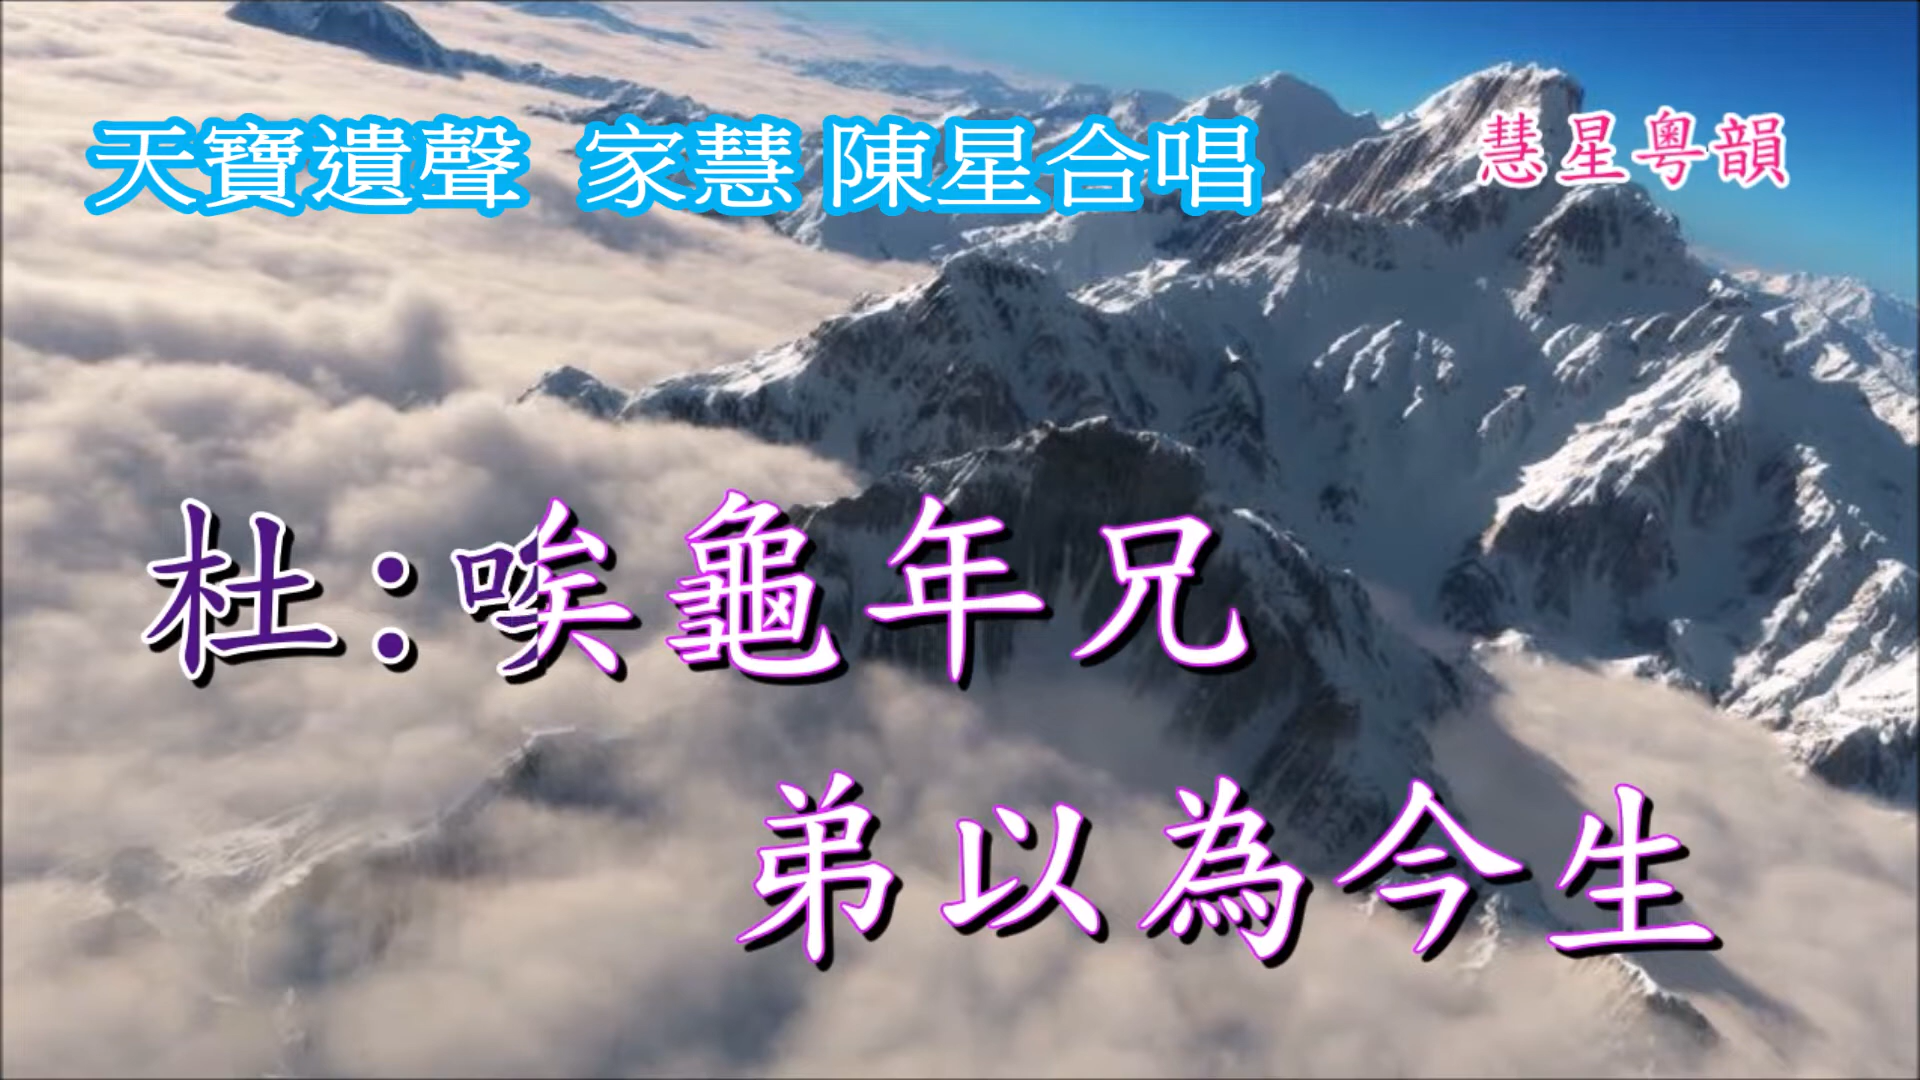 天寶遺聲 家慧 陳星合唱
慧星粵韻
杜：唉龜年兄
弟以為今生